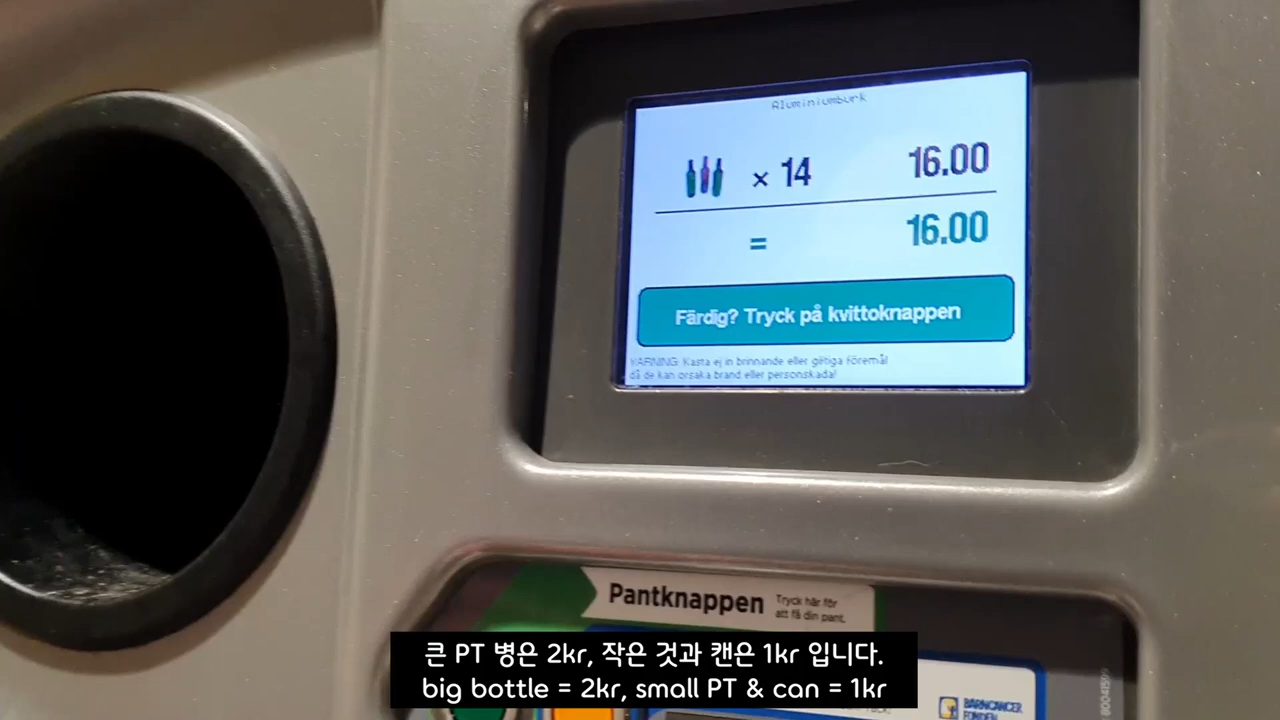 Aluminiumburk
× 14 16.00
= 16.00
Färdig? Tryck på kvittoknappen
VARNING: Kasta ej in brinnande eller giftiga föremål
då de kan orsaka brand eller personskada!
Pantknappen
Tryck här för
att få din pant.
큰 PT 병은 2kr, 작은 것과 캔은 1kr 입니다.
big bottle = 2kr, small PT & can = 1kr
BARNCANCER
FONDEN